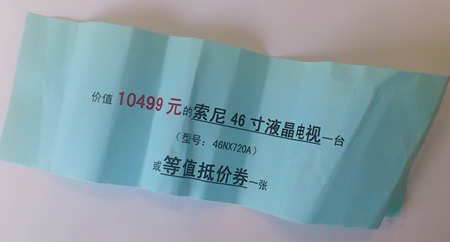 价值 10499 元的索尼 46 寸液晶电视一台
（型号：46NX720A）
或等值抵价券一张